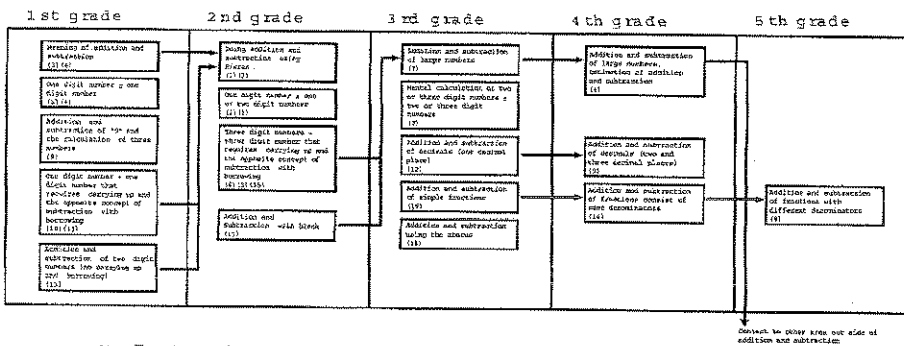 1st grade
2nd grade
3rd grade
4th grade
5th grade
Meaning of addition and
subtraction
One digit number ± one
digit number
Addition and
subtraction of "0" and
the calculation of three
numbers
One digit number + one
digit number that
requires carrying up and
the opposite concept of
subtraction with
borrowing
Addition and
subtraction of two digit
numbers (no carrying up
and borrowing)
Doing addition and
subtraction using
One digit number ± one
or two digit number
Three digit numbers +
three digit number that
requires carrying up and
the opposite concept of
subtraction with
borrowing
Addition and
subtraction with blank
Addition and subtraction
of large numbers
(7)
Mental calculation of two
or three digit numbers ±
two or three digit
numbers
Addition and subtraction
of decimals (one decimal
place)
(12)
Addition and subtraction
of simple fractions
Addition and subtraction
using the abacus
Addition and subtraction
of large numbers,
estimation of addition
and subtraction
Addition and subtraction
of decimals (two and
three decimal places)
Addition and subtraction
of fractions consist of
same denominators
Addition and subtraction
of fractions with
different denominators
Connect to other area out side of
addition and subtraction